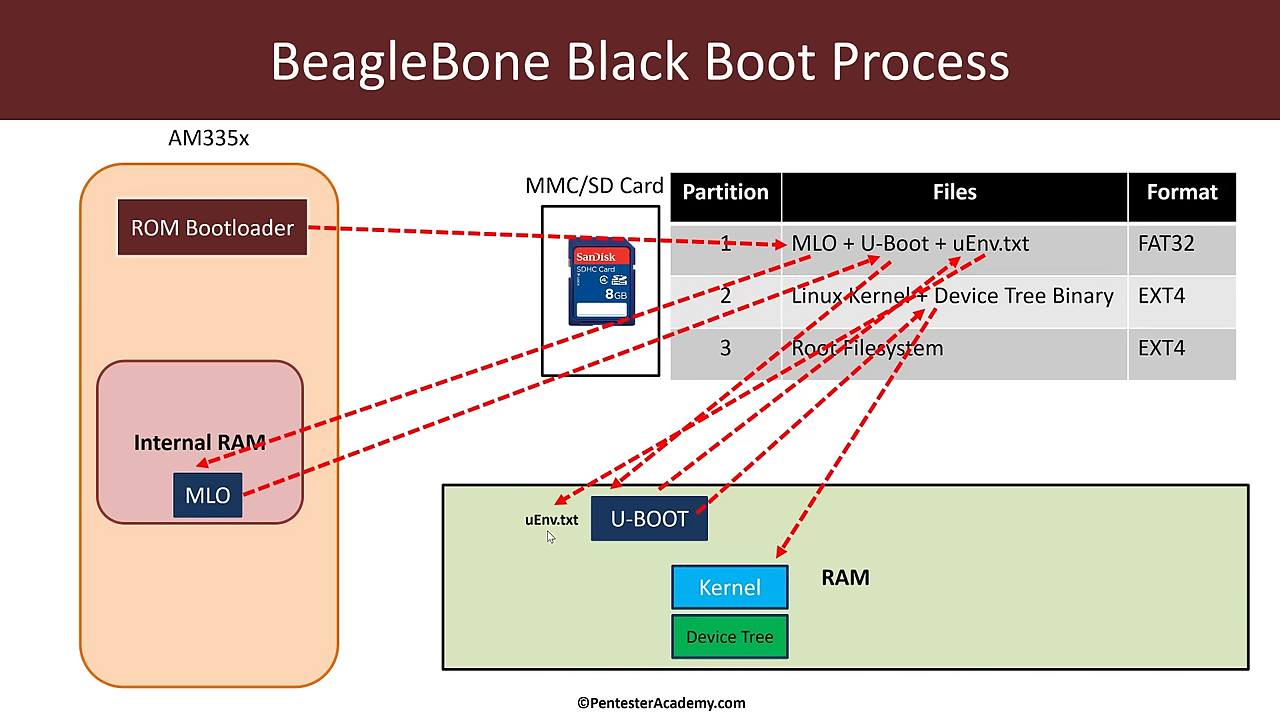 BeagleBone Black Boot Process
AM335x
ROM Bootloader
Internal RAM
MLO
MMC/SD Card
SanDisk
SDHC Card
8GB
Partition Files Format
1 MLO + U-Boot + uEnv.txt FAT32
2 Linux Kernel + Device Tree Binary EXT4
3 Root Filesystem EXT4
uEnv.txt
U-BOOT
Kernel
RAM
Device Tree
©PentesterAcademy.com